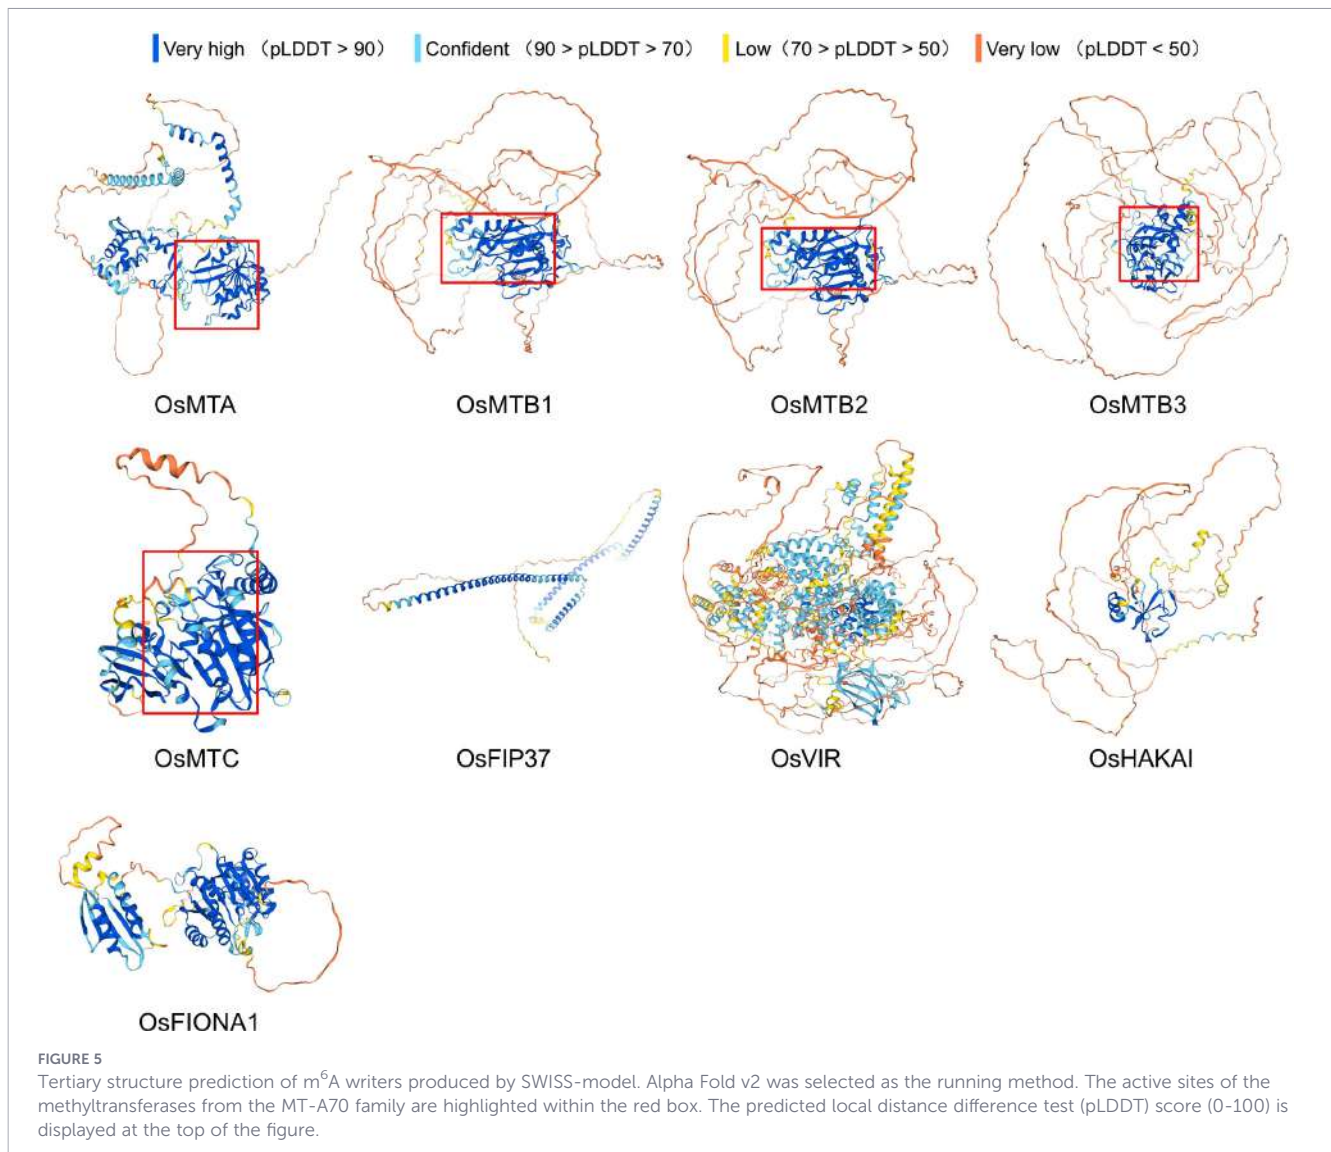 Very high （pLDDT > 90） Confident （90 > pLDDT > 70） Low（70 > pLDDT > 50） Very low （pLDDT < 50）
OsMTA OsMTB1 OsMTB2 OsMTB3
OsMTC OsFIP37 OsVIR OsHAKAI
OsFIONA1
FIGURE 5
Tertiary structure prediction of m⁶A writers produced by SWISS-model. Alpha Fold v2 was selected as the running method. The active sites of the
methyltransferases from the MT-A70 family are highlighted within the red box. The predicted local distance difference test (pLDDT) score (0-100) is
displayed at the top of the figure.